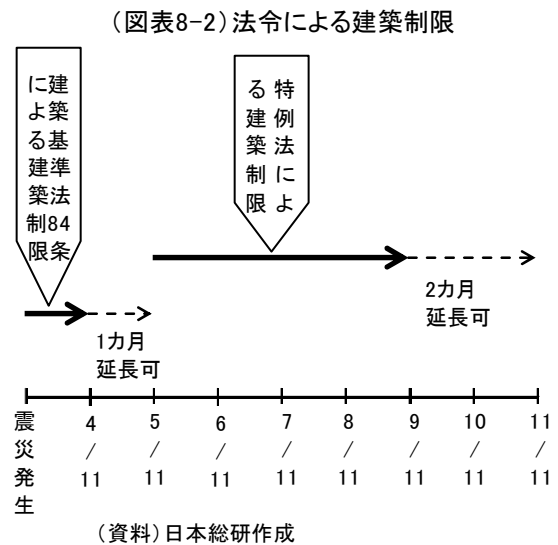 (図表8-2)法令による建築制限
建築基準法84条
による建築制限
特例法によ
る建築制限
1カ月
延長可
2カ月
延長可
震災発生
4/11
5/11
6/11
7/11
8/11
9/11
10/11
11/11
(資料)日本総研作成